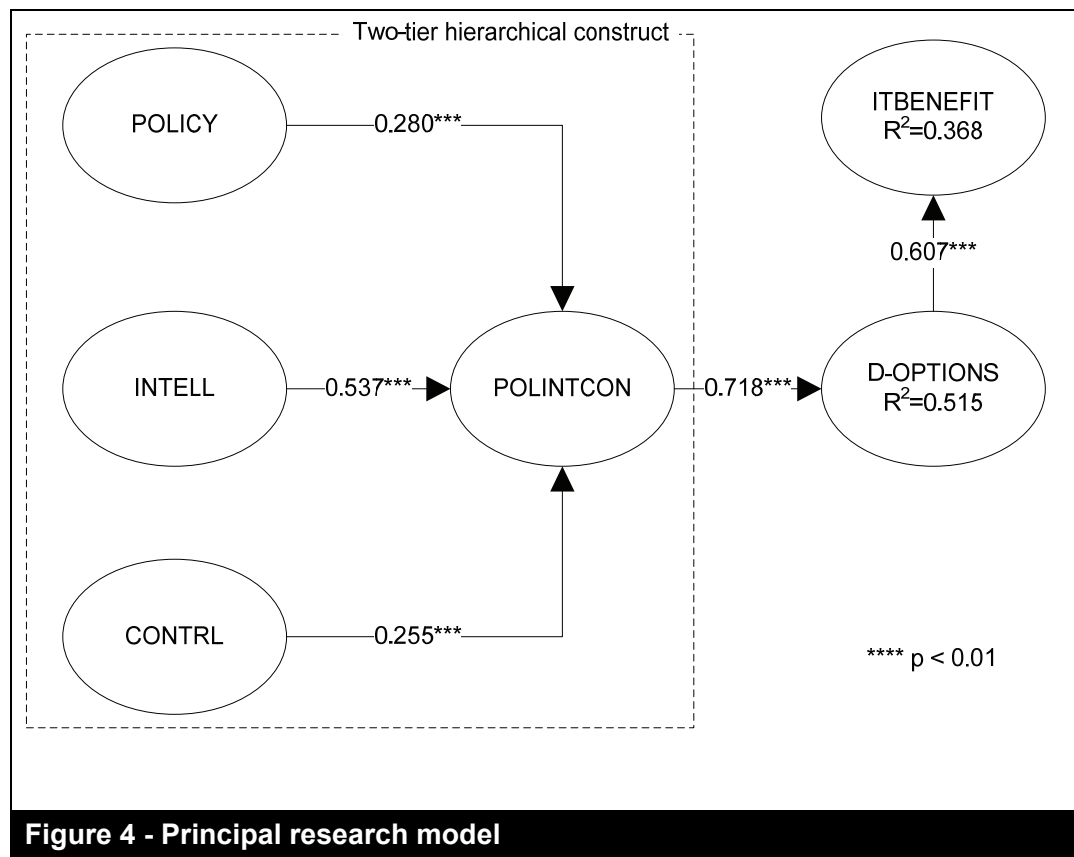 Two-tier hierarchical construct
POLICY
0.280***
ITBENEFIT
R²=0.368
0.607***
INTELL
0.537***
POLINTCON
0.718***
D-OPTIONS
R²=0.515
CONTRL
0.255***
**** p < 0.01
Figure 4 - Principal research model